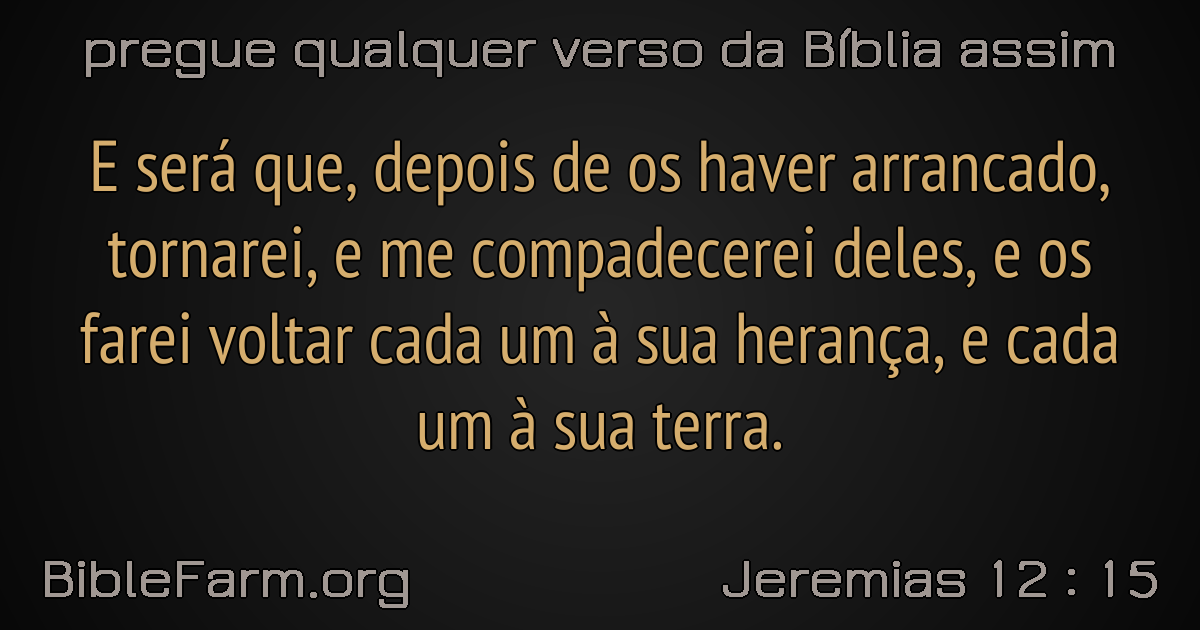 pregue qualquer verso da Bíblia assim
E será que, depois de os haver arrancado,
tornarei, e me compadecerei deles, e os
farei voltar cada um à sua herança, e cada
um à sua terra.
BibleFarm.org
Jeremias 12 : 15